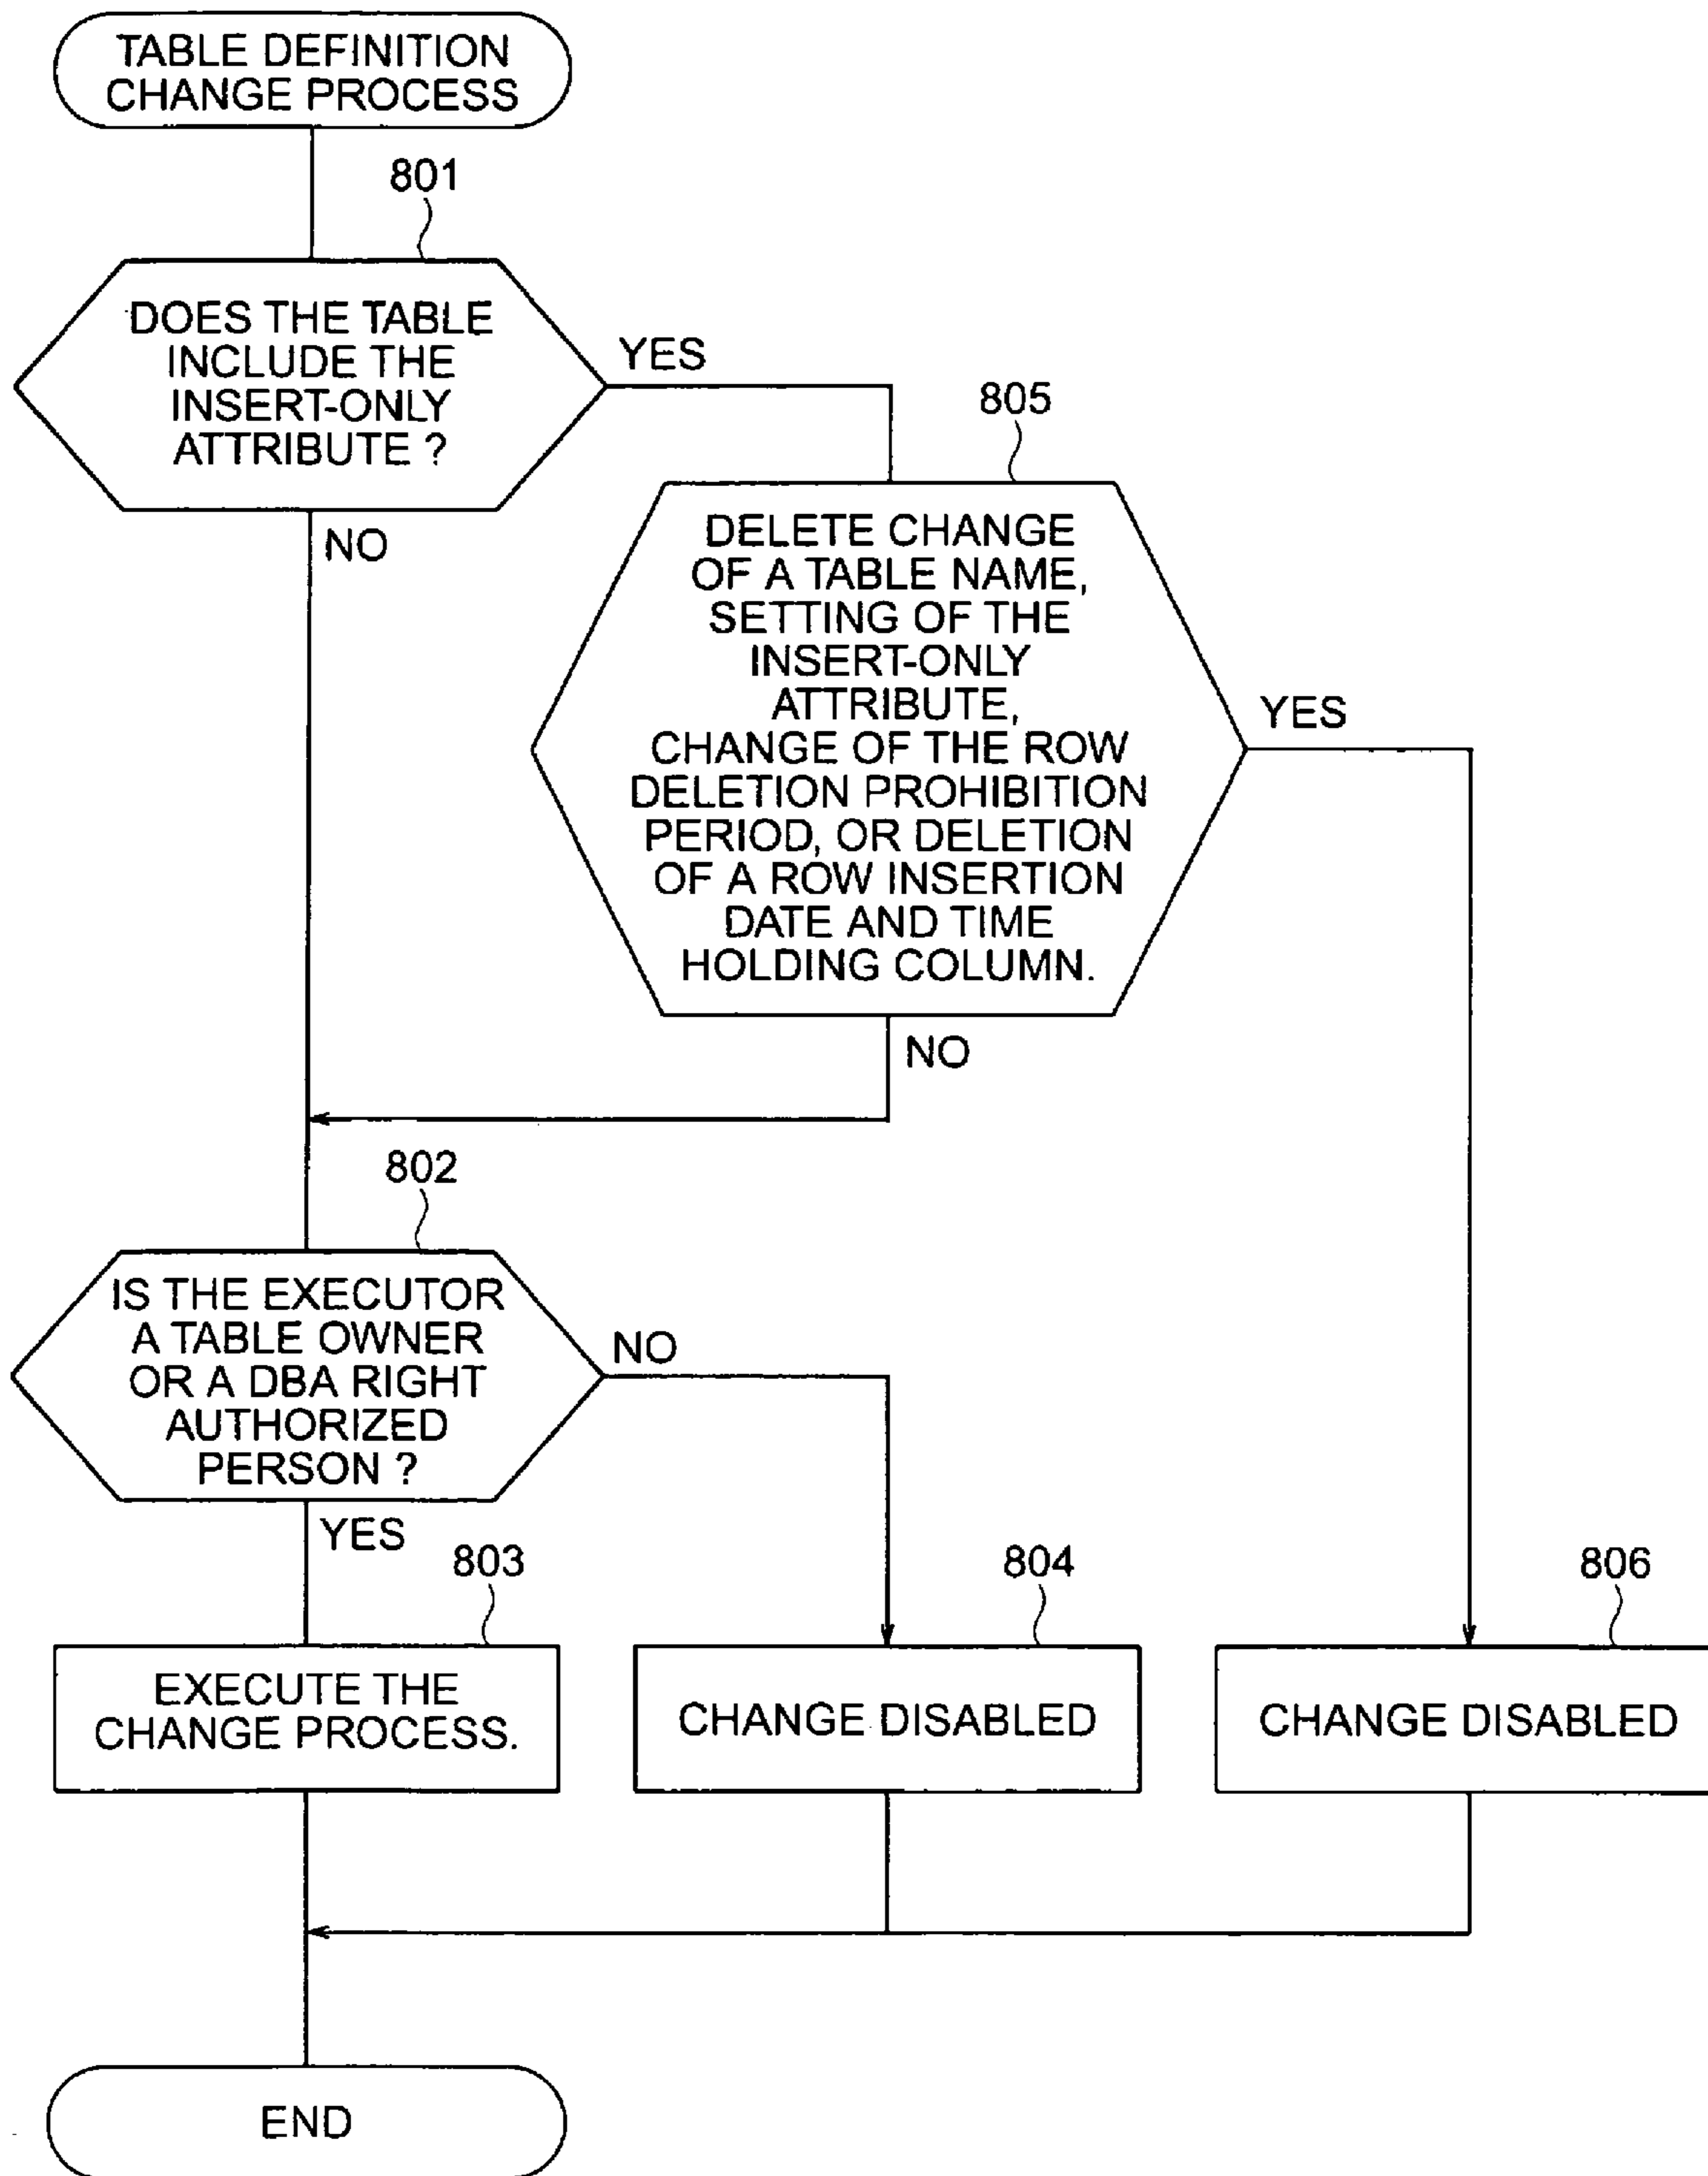 TABLE DEFINITION
CHANGE PROCESS
801
DOES THE TABLE
INCLUDE THE
INSERT-ONLY
ATTRIBUTE ?
YES
NO
805
DELETE CHANGE
OF A TABLE NAME,
SETTING OF THE
INSERT-ONLY
ATTRIBUTE,
CHANGE OF THE ROW
DELETION PROHIBITION
PERIOD, OR DELETION
OF A ROW INSERTION
DATE AND TIME
HOLDING COLUMN.
YES
NO
802
IS THE EXECUTOR
A TABLE OWNER
OR A DBA RIGHT
AUTHORIZED
PERSON ?
NO
YES
803
EXECUTE THE
CHANGE PROCESS.
804
CHANGE DISABLED
806
CHANGE DISABLED
END